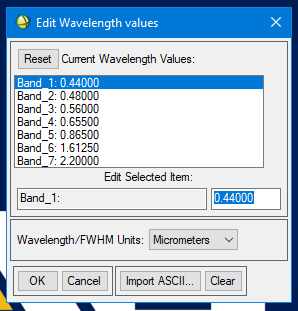 Edit Wavelength values
Reset Current Wavelength Values:
Band_1: 0.44000
Band_2: 0.48000
Band_3: 0.56000
Band_4: 0.65500
Band_5: 0.86500
Band_6: 1.61250
Band_7: 2.20000
Edit Selected Item:
Band_1: 0.44000
Wavelength/FWHM Units: Micrometers
OK Cancel Import ASCII... Clear